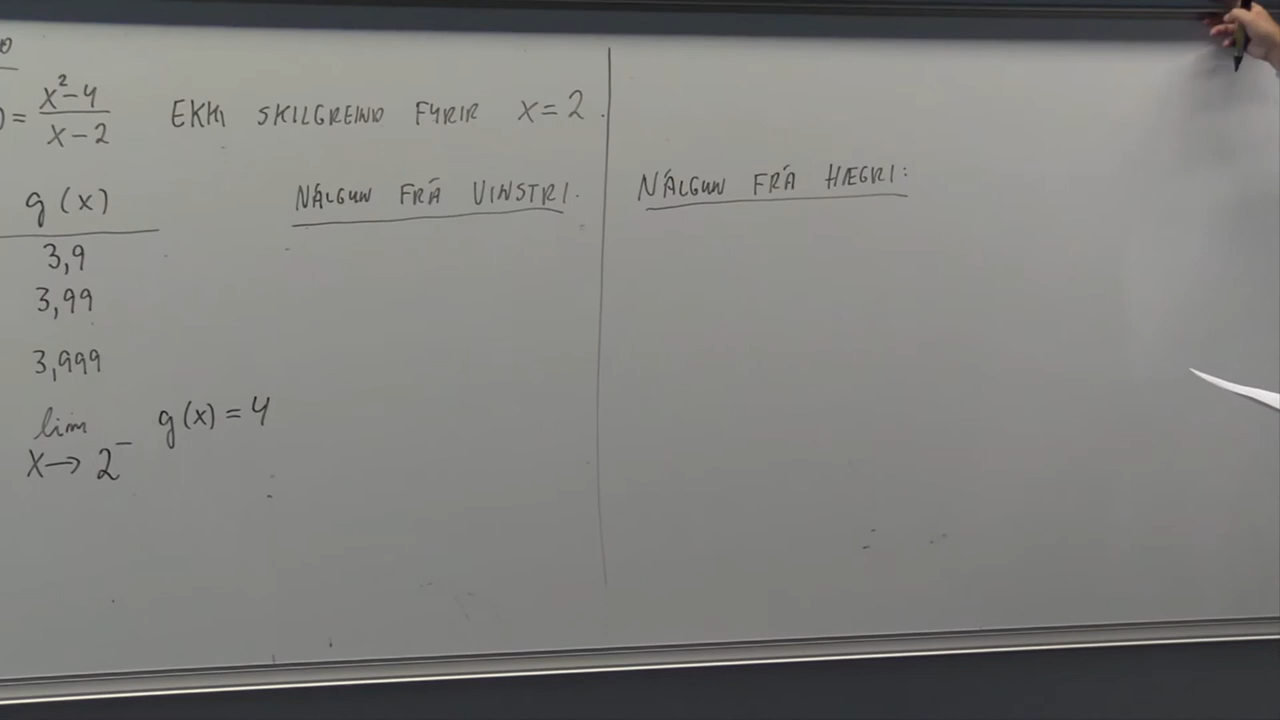 = x²-4 / x-2 EKKI SKILGREIND FYRIR x=2.
g(x) NÁLGUN FRÁ VINSTRI.
3,9
3,99
3,999
lim x→2⁻ g(x)=4
NÁLGUN FRÁ HÆGRI: